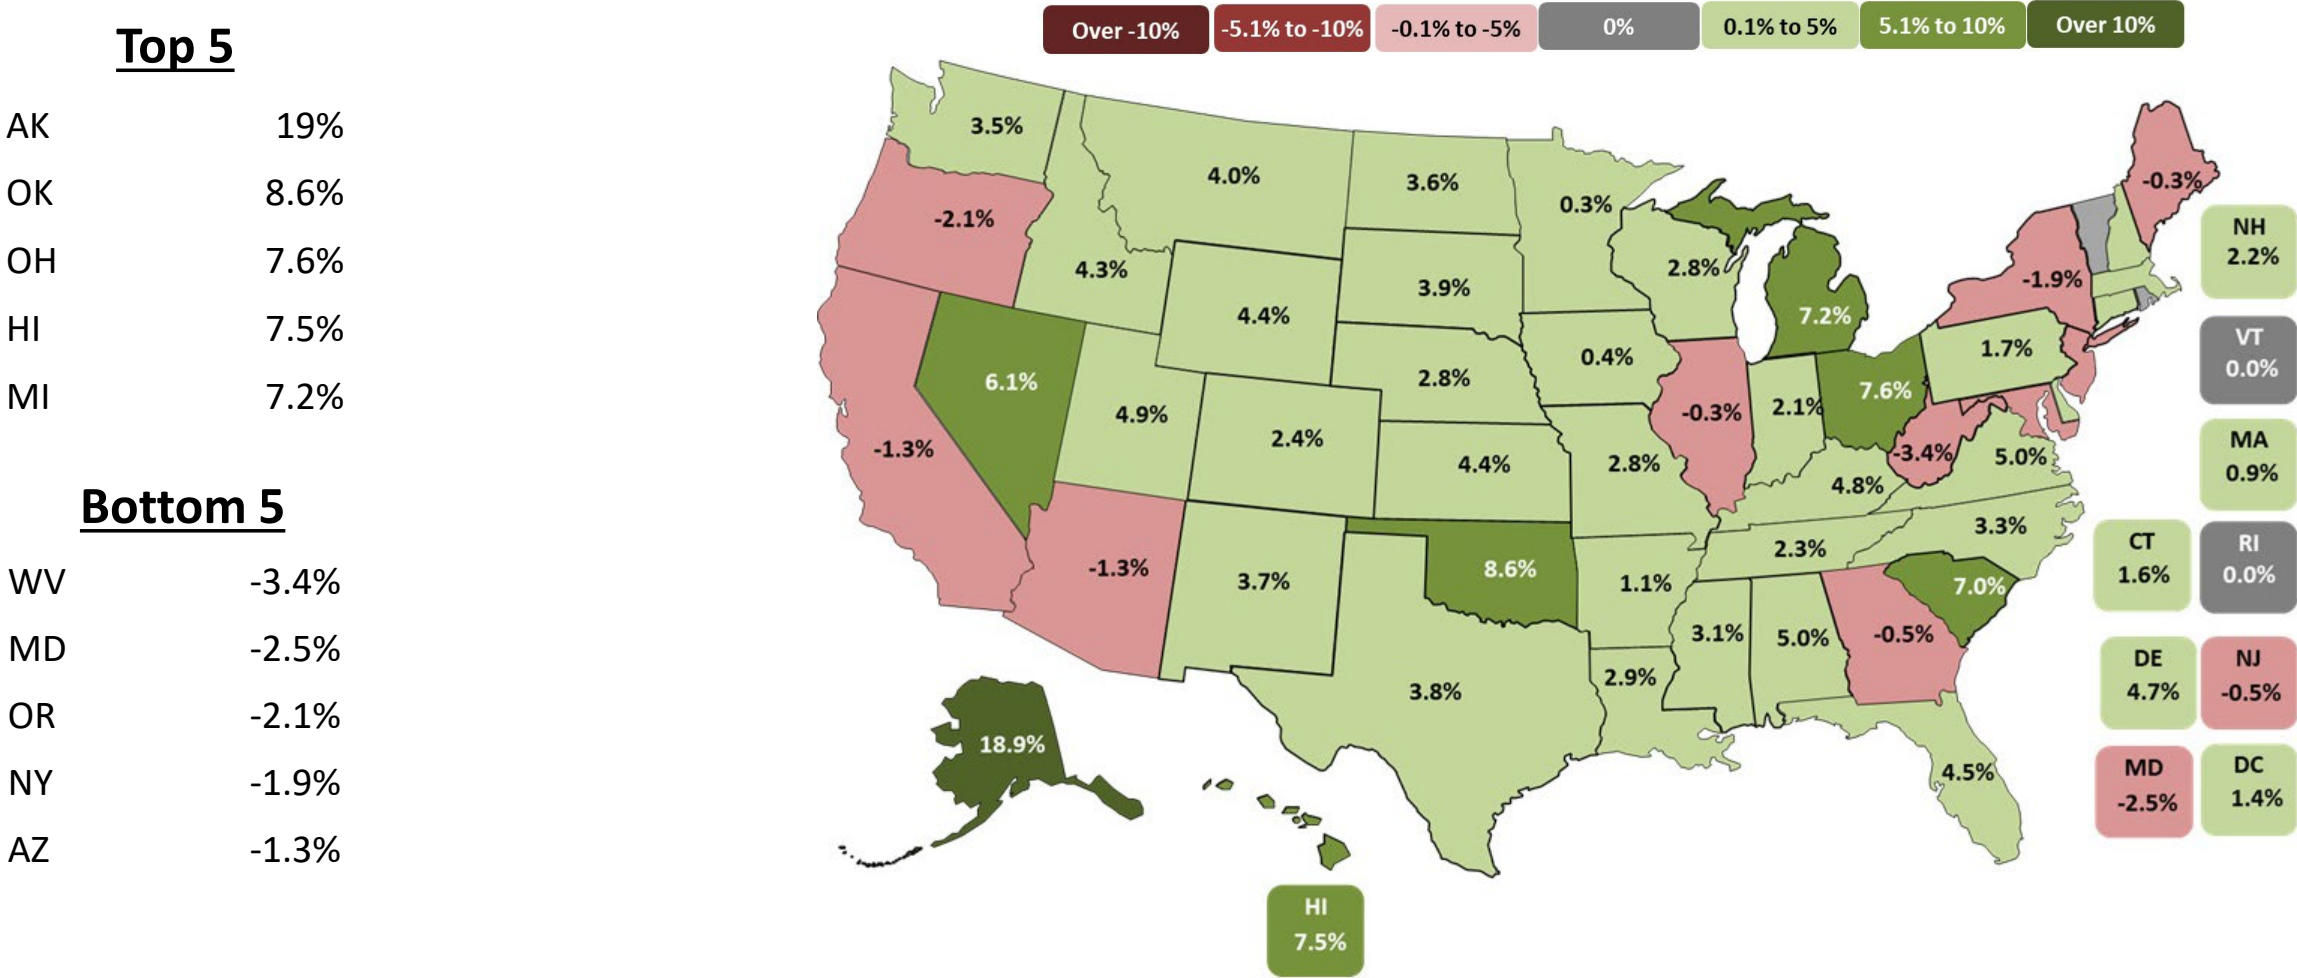 Top 5
AK 19%
OK 8.6%
OH 7.6%
HI 7.5%
MI 7.2%
Bottom 5
WV -3.4%
MD -2.5%
OR -2.1%
NY -1.9%
AZ -1.3%
Over -10% -5.1% to -10% -0.1% to -5% 0% 0.1% to 5% 5.1% to 10% Over 10%
3.5%
4.0%
3.6%
0.3%
-0.3%
-2.1%
4.3%
4.4%
3.9%
2.8%
7.2%
-1.9%
6.1%
4.9%
2.4%
2.8%
0.4%
-0.3%
2.1%
7.6%
1.7%
-1.3%
4.4%
2.8%
4.8%
-3.4%
5.0%
-1.3%
3.7%
8.6%
1.1%
2.3%
3.3%
3.8%
2.9%
3.1%
5.0%
-0.5%
7.0%
4.5%
18.9%
HI
7.5%
NH
2.2%
VT
0.0%
MA
0.9%
CT
1.6%
RI
0.0%
DE
4.7%
NJ
-0.5%
MD
-2.5%
DC
1.4%